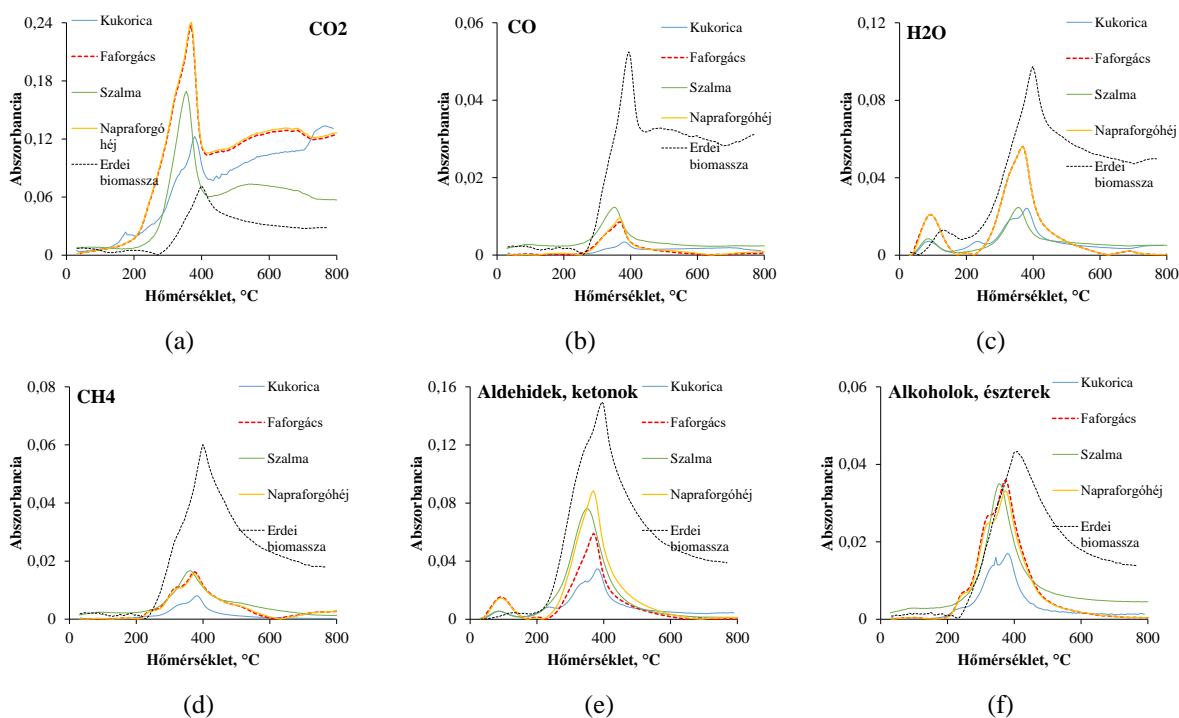 CO2
Abszorbancia
0,24
0,18
0,12
0,06
0
0
200
400
600
800
Hőmérséklet, °C
Kukorica
Faforgács
Szalma
Napraforgó
héj
Erdei
biomassza
(a)
CO
Abszorbancia
0,06
0,04
0,02
0
0
200
400
600
800
Hőmérséklet, °C
Kukorica
Faforgács
Szalma
Napraforgóhéj
Erdei
biomassza
(b)
H2O
Abszorbancia
0,12
0,08
0,04
0
0
200
400
600
800
Hőmérséklet, °C
Kukorica
Faforgács
Szalma
Napraforgóhéj
Erdei
biomassza
(c)
CH4
Abszorbancia
0,08
0,06
0,04
0,02
0
0
200
400
600
800
Hőmérséklet, °C
Kukorica
Faforgács
Szalma
Napraforgóhéj
Erdei
biomassza
(d)
Aldehidek, ketonok
Abszorbancia
0,16
0,12
0,08
0,04
0
0
200
400
600
800
Hőmérséklet, °C
Kukorica
Faforgács
Szalma
Napraforgóhéj
Erdei
biomassza
(e)
Alkoholok, észterek
Abszorbancia
0,06
0,04
0,02
0
0
200
400
600
800
Hőmérséklet, °C
Kukorica
Faforgács
Szalma
Napraforgóhéj
Erdei
biomassza
(f)